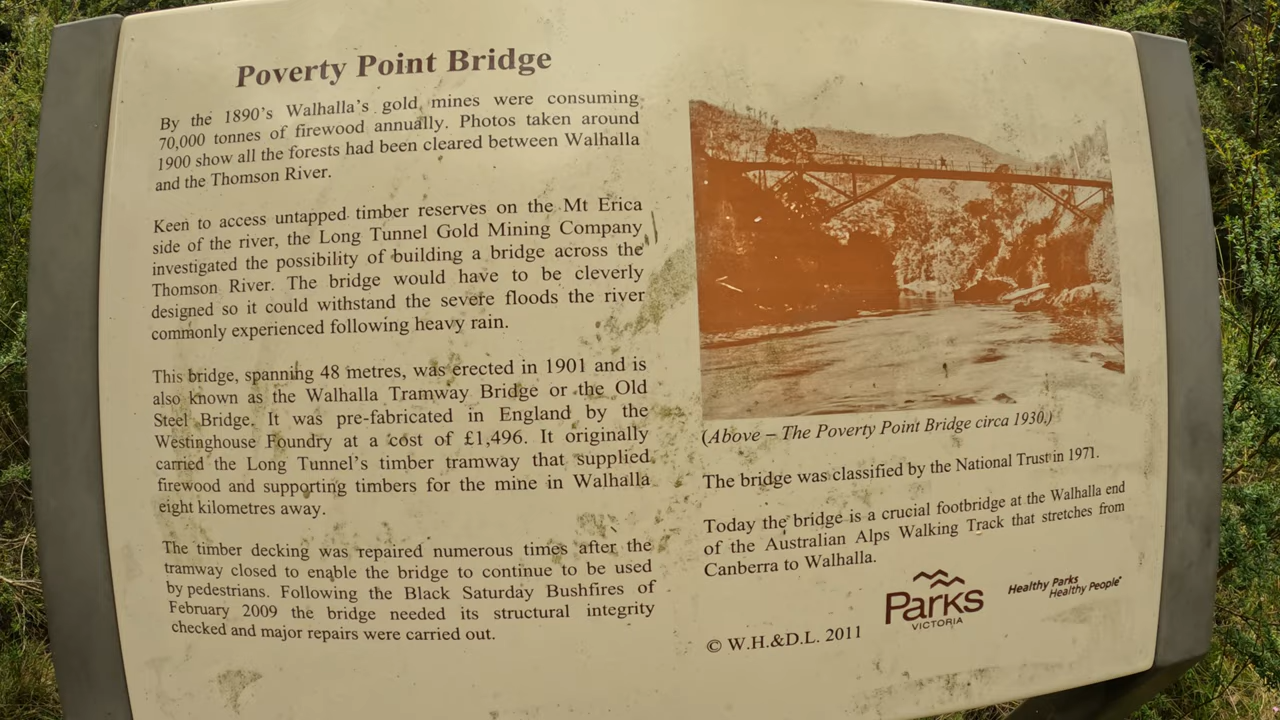 Poverty Point Bridge
By the 1890's Walhalla's gold mines were consuming
70,000 tonnes of firewood annually. Photos taken around
1900 show all the forests had been cleared between Walhalla
and the Thomson River.
Keen to access untapped timber reserves on the Mt Erica
side of the river, the Long Tunnel Gold Mining Company
investigated the possibility of building a bridge across the
Thomson River. The bridge would have to be cleverly
designed so it could withstand the severe floods the river
commonly experienced following heavy rain.
This bridge, spanning 48 metres, was erected in 1901 and is
also known as the Walhalla Tramway Bridge or the Old
Steel Bridge. It was pre-fabricated in England by the
Westinghouse Foundry at a cost of £1,496. It originally
carried the Long Tunnel's timber tramway that supplied
firewood and supporting timbers for the mine in Walhalla
eight kilometres away.
The timber decking was repaired numerous times after the
tramway closed to enable the bridge to continue to be used
by pedestrians. Following the Black Saturday Bushfires of
February 2009 the bridge needed its structural integrity
checked and major repairs were carried out.
(Above – The Poverty Point Bridge circa 1930.)
The bridge was classified by the National Trust in 1971.
Today the bridge is a crucial footbridge at the Walhalla end
of the Australian Alps Walking Track that stretches from
Canberra to Walhalla.
Parks
VICTORIA
Healthy Parks
Healthy People*
© W.H.&D.L. 2011